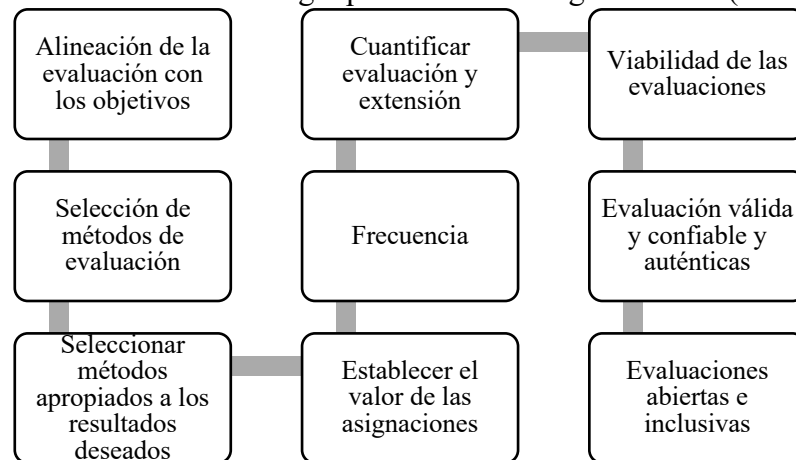 Alineación de la
evaluación con
los objetivos
Selección de
métodos de
evaluación
Seleccionar
métodos
apropiados a los
resultados
deseados
Establecer el
valor de las
asignaciones
Frecuencia
Cuantificar
evaluación y
extensión
Viabilidad de las
evaluaciones
Evaluación válida
y confiable y
auténticas
Evaluaciones
abiertas e
inclusivas